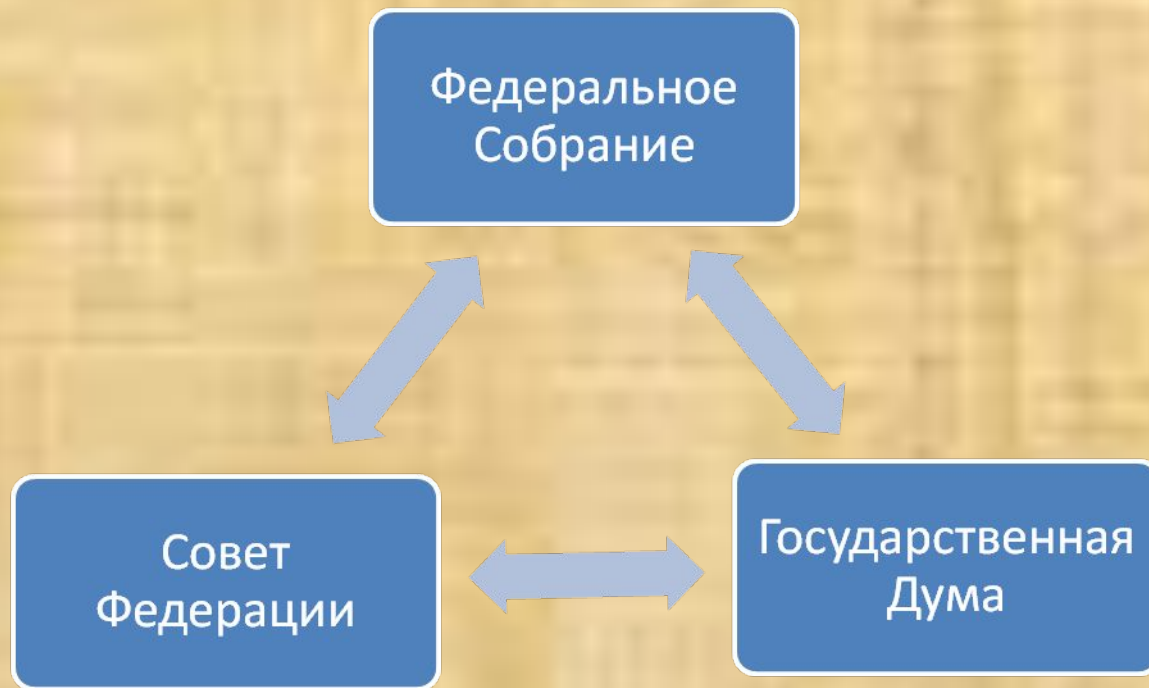 Федеральное
Собрание
Совет
Федерации
Государственная
Дума